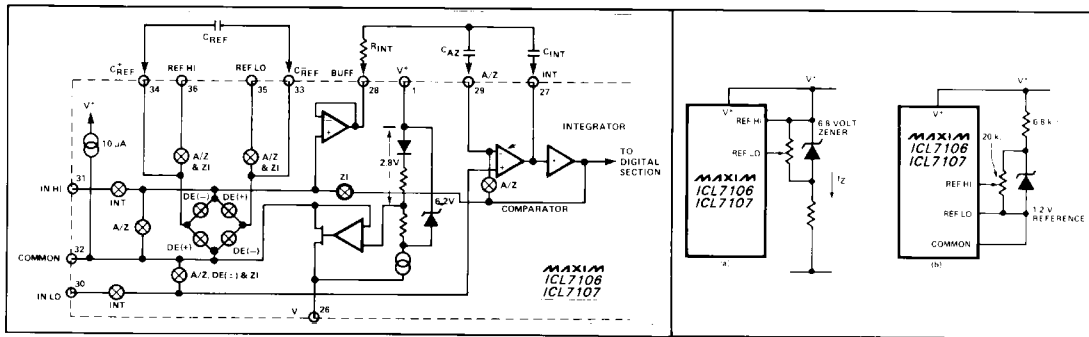 CREF
RINT
CAZ
CINT
C+REF REF HI REF LO C-REF BUFF V+ A/Z INT
34 36 35 33 28 1 29 27
V+
10 µA
A/Z & ZI
A/Z & ZI
2.8V
6.2V
INTEGRATOR
TO DIGITAL SECTION
A/Z
COMPARATOR
ZI
IN HI 31
INT
DE(−) DE(+)
A/Z
DE(+) DE(−)
COMMON 32
A/Z, DE(±) & ZI
IN LO 30
INT
V 26
MAXIM
ICL7106
ICL7107
V+
V+
REF HI
6.8 VOLT ZENER
REF LO
MAXIM
ICL7106
ICL7107
IZ
(a)
V+
V+
6.8 k
20 k
MAXIM
ICL7106
ICL7107
REF HI
REF LO
1.2 V REFERENCE
COMMON
(b)